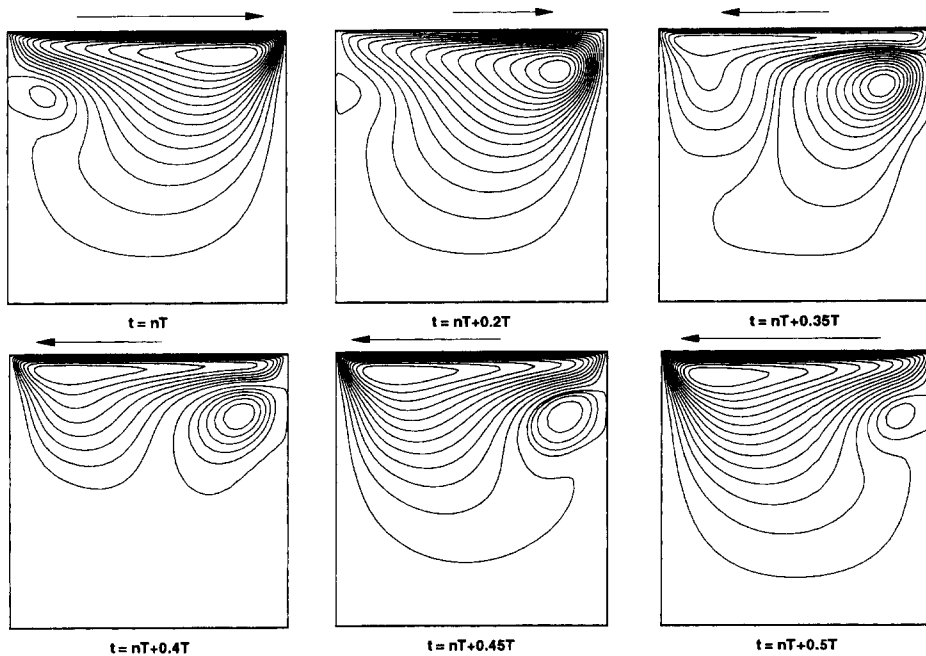 t = nT
t = nT+0.2T
t = nT+0.35T
t = nT+0.4T
t = nT+0.45T
t = nT+0.5T